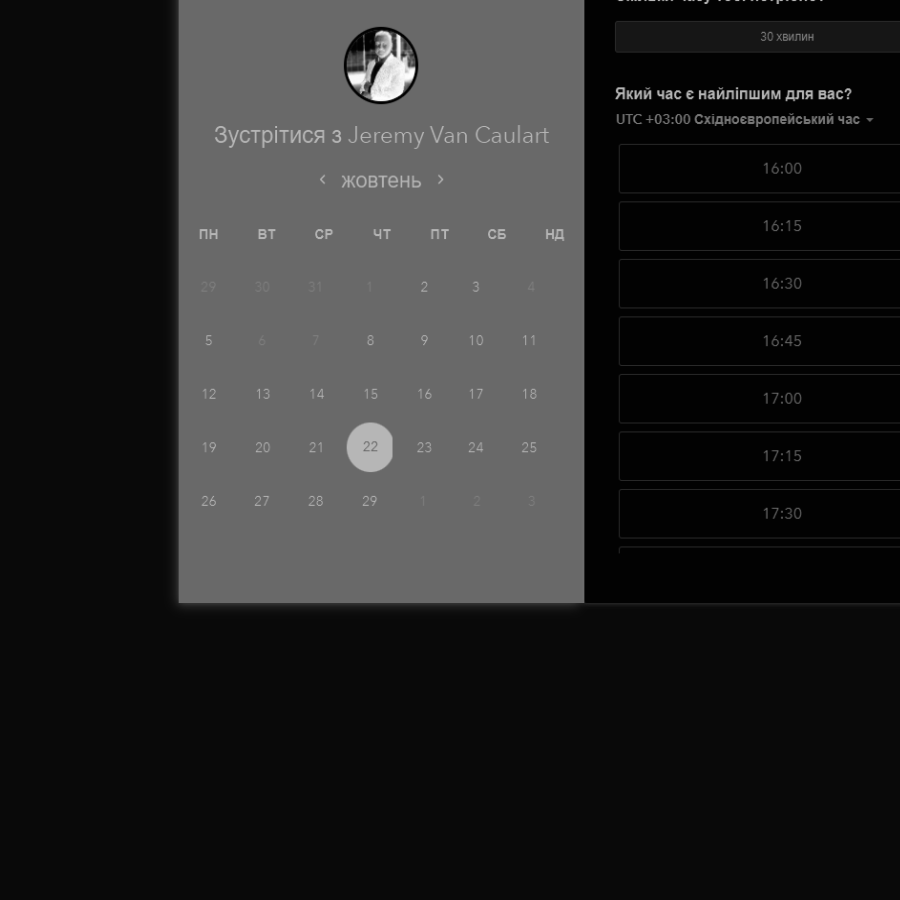 30 хвилин
Який час є найліпшим для вас?
UTC +03:00 Східноєвропейський час
Зустрітися з Jeremy Van Caulart
жовтень
ПН ВТ СР ЧТ ПТ СБ НД
29 30 31 1 2 3 4
5 6 7 8 9 10 11
12 13 14 15 16 17 18
19 20 21 22 23 24 25
26 27 28 29 1 2 3
16:00
16:15
16:30
16:45
17:00
17:15
17:30